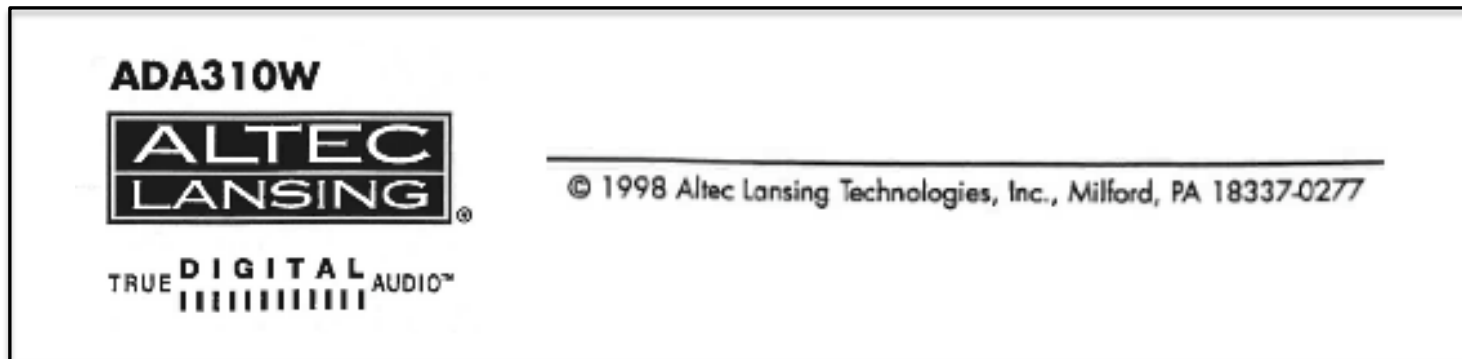 ADA310W
ALTEC
LANSING®
TRUE DIGITAL AUDIO™
© 1998 Altec Lansing Technologies, Inc., Milford, PA 18337-0277